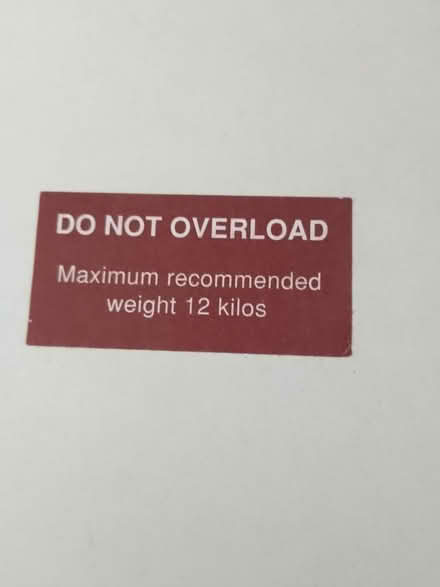 DO NOT OVERLOAD
Maximum recommended
weight 12 kilos